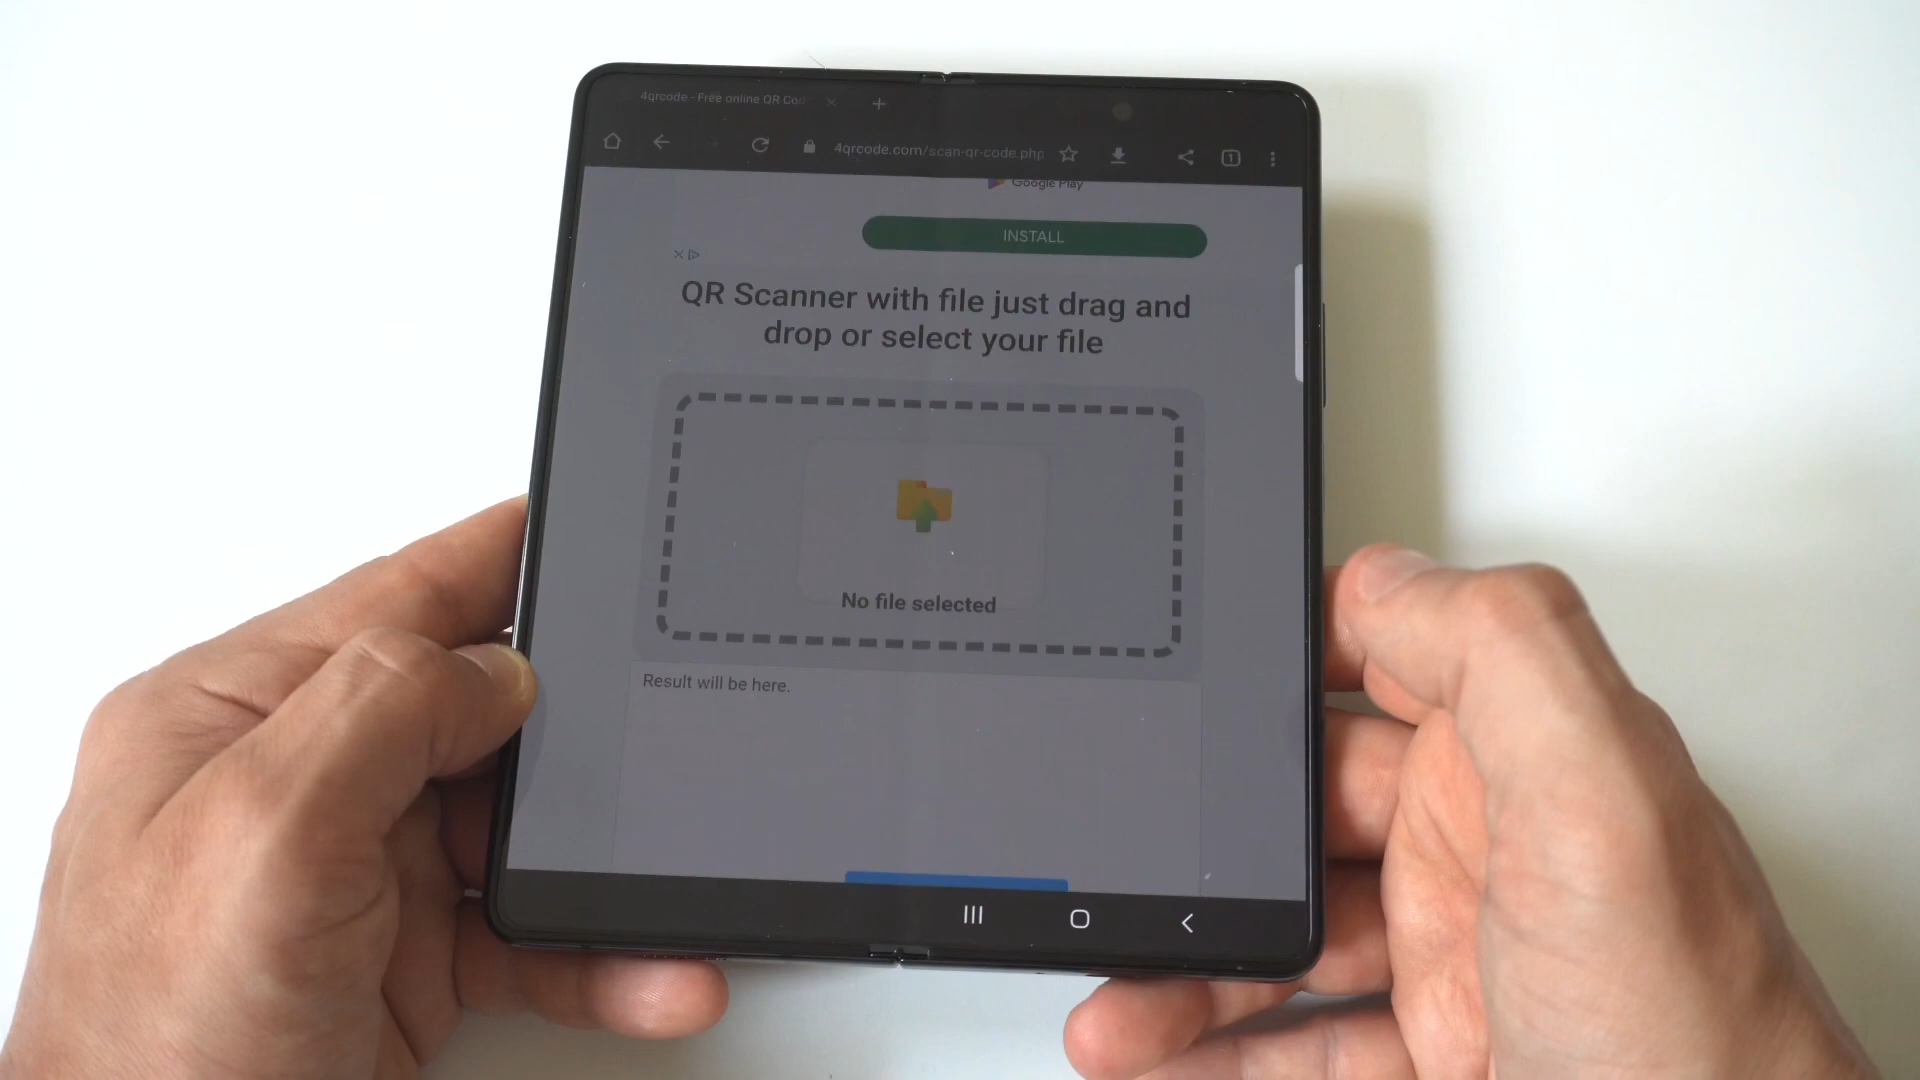 4qrcode - Free online QR Cod
4qrcode.com/scan-qr-code.php
1
Google Play
INSTALL
QR Scanner with file just drag and
drop or select your file
No file selected
Result will be here.